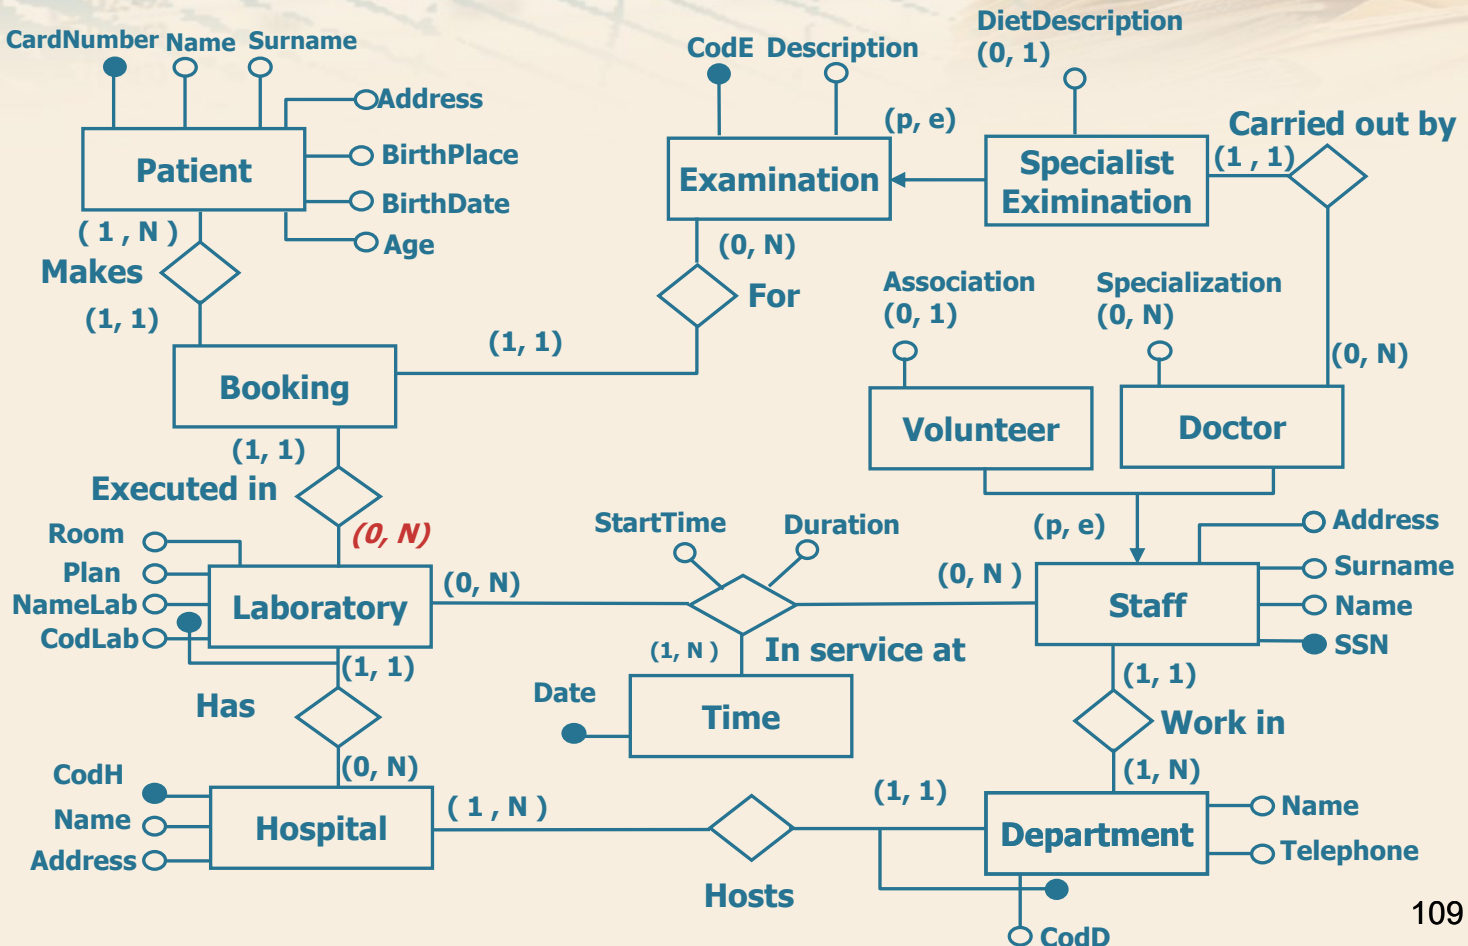 DietDescription
(0, 1)
CardNumber Name Surname
CodE Description
Address
(p, e)
Carried out by
Patient
BirthPlace
Examination
Specialist
Eximination
(1 , 1)
BirthDate
( 1 , N )
Age
(0, N)
Makes
Association
(0, 1)
Specialization
(0, N)
For
(1, 1)
(1, 1)
(0, N)
Booking
Volunteer
Doctor
(1, 1)
Executed in
Room
(0, N)
StartTime
Duration
(p, e)
Address
Plan
(0, N)
(0, N )
Surname
NameLab
Laboratory
Staff
Name
CodLab
SSN
(1, 1)
(1, N )
In service at
(1, 1)
Has
Date
Time
Work in
CodH
(0, N)
(1, N)
Name
Hospital
( 1 , N )
(1, 1)
Department
Name
Address
Telephone
Hosts
109
CodD